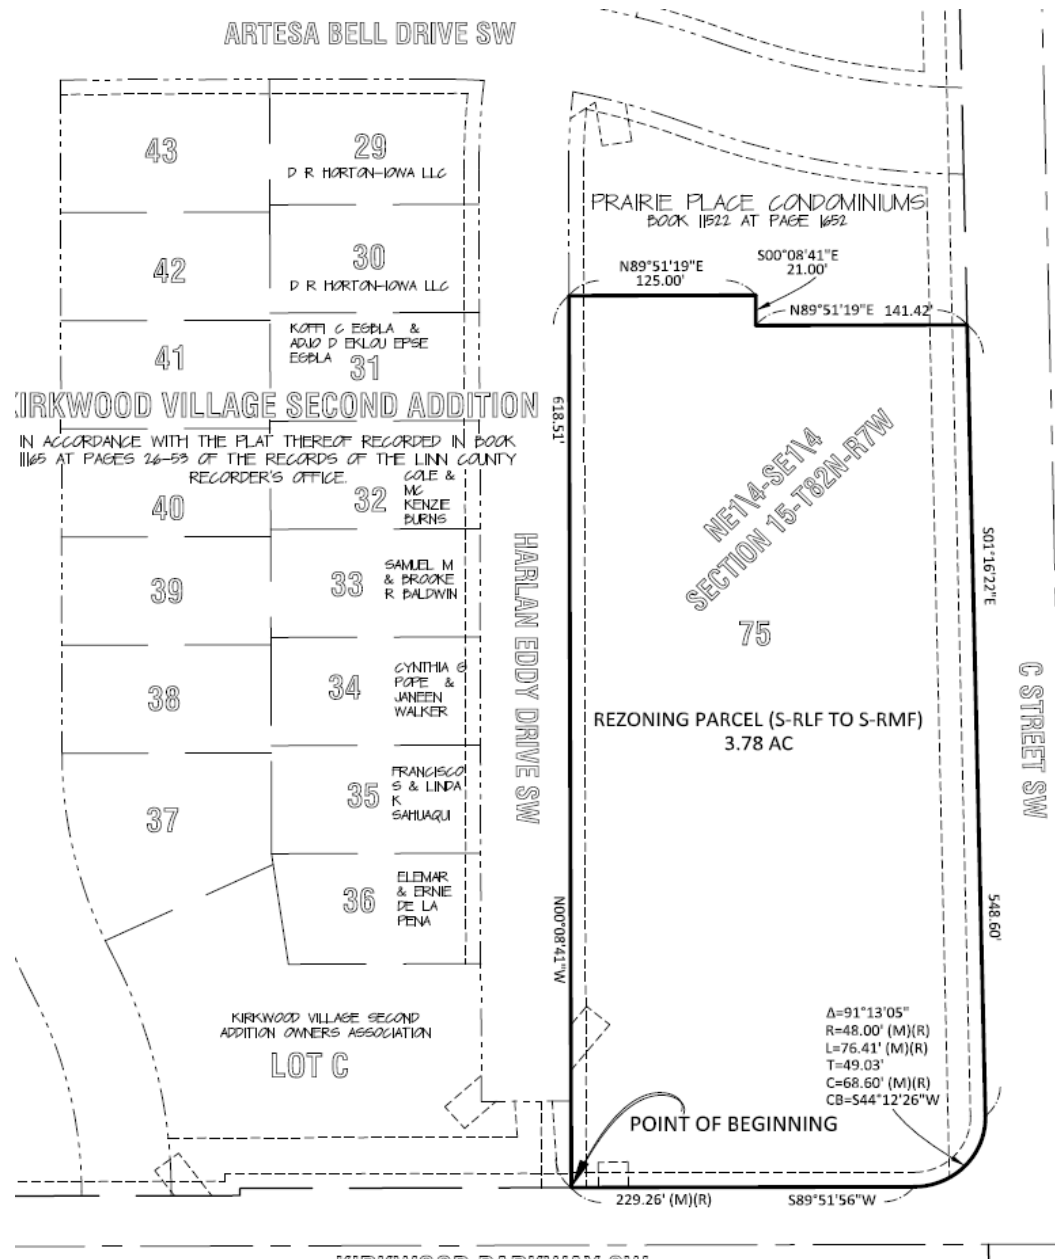 ARTESA BELL DRIVE SW
43
29
D R HORTON-IOWA LLC
PRAIRIE PLACE CONDOMINIUMS
BOOK 11522 AT PAGE 1652
42
30
D R HORTON-IOWA LLC
N89°51'19"E
125.00'
S00°08'41"E
21.00'
N89°51'19"E 141.42'
41
KOFFI C EGBLA &
ADJO D EKLOU EPSE
EGBLA
31
KIRKWOOD VILLAGE SECOND ADDITION
IN ACCORDANCE WITH THE PLAT THEREOF RECORDED IN BOOK
11165 AT PAGES 26-53 OF THE RECORDS OF THE LINN COUNTY
RECORDER'S OFFICE.
618.51'
40
32
COLE &
MC
KENZIE
BURNS
NE1\4-SE1\4
SECTION 15-T82N-R7W
75
39
33
SAMUEL M
& BROOKE
R BALDWIN
HARLAN EDDY DRIVE SW
S01°16'22"E
38
34
CYNTHIA G
POPE &
JANEEN
WALKER
C STREET SW
REZONING PARCEL (S-RLF TO S-RMF)
3.78 AC
37
35
FRANCISCO
S & LINDA
K
SAHUAQUI
36
ELEMAR
& ERNIE
DE LA
PENA
N00°08'41"W
548.60'
KIRKWOOD VILLAGE SECOND
ADDITION OWNERS ASSOCIATION
LOT C
Δ=91°13'05"
R=48.00' (M)(R)
L=76.41' (M)(R)
T=49.03'
C=68.60' (M)(R)
CB=S44°12'26"W
POINT OF BEGINNING
229.26' (M)(R)
S89°51'56"W
KIRKWOOD PARKWAY SW